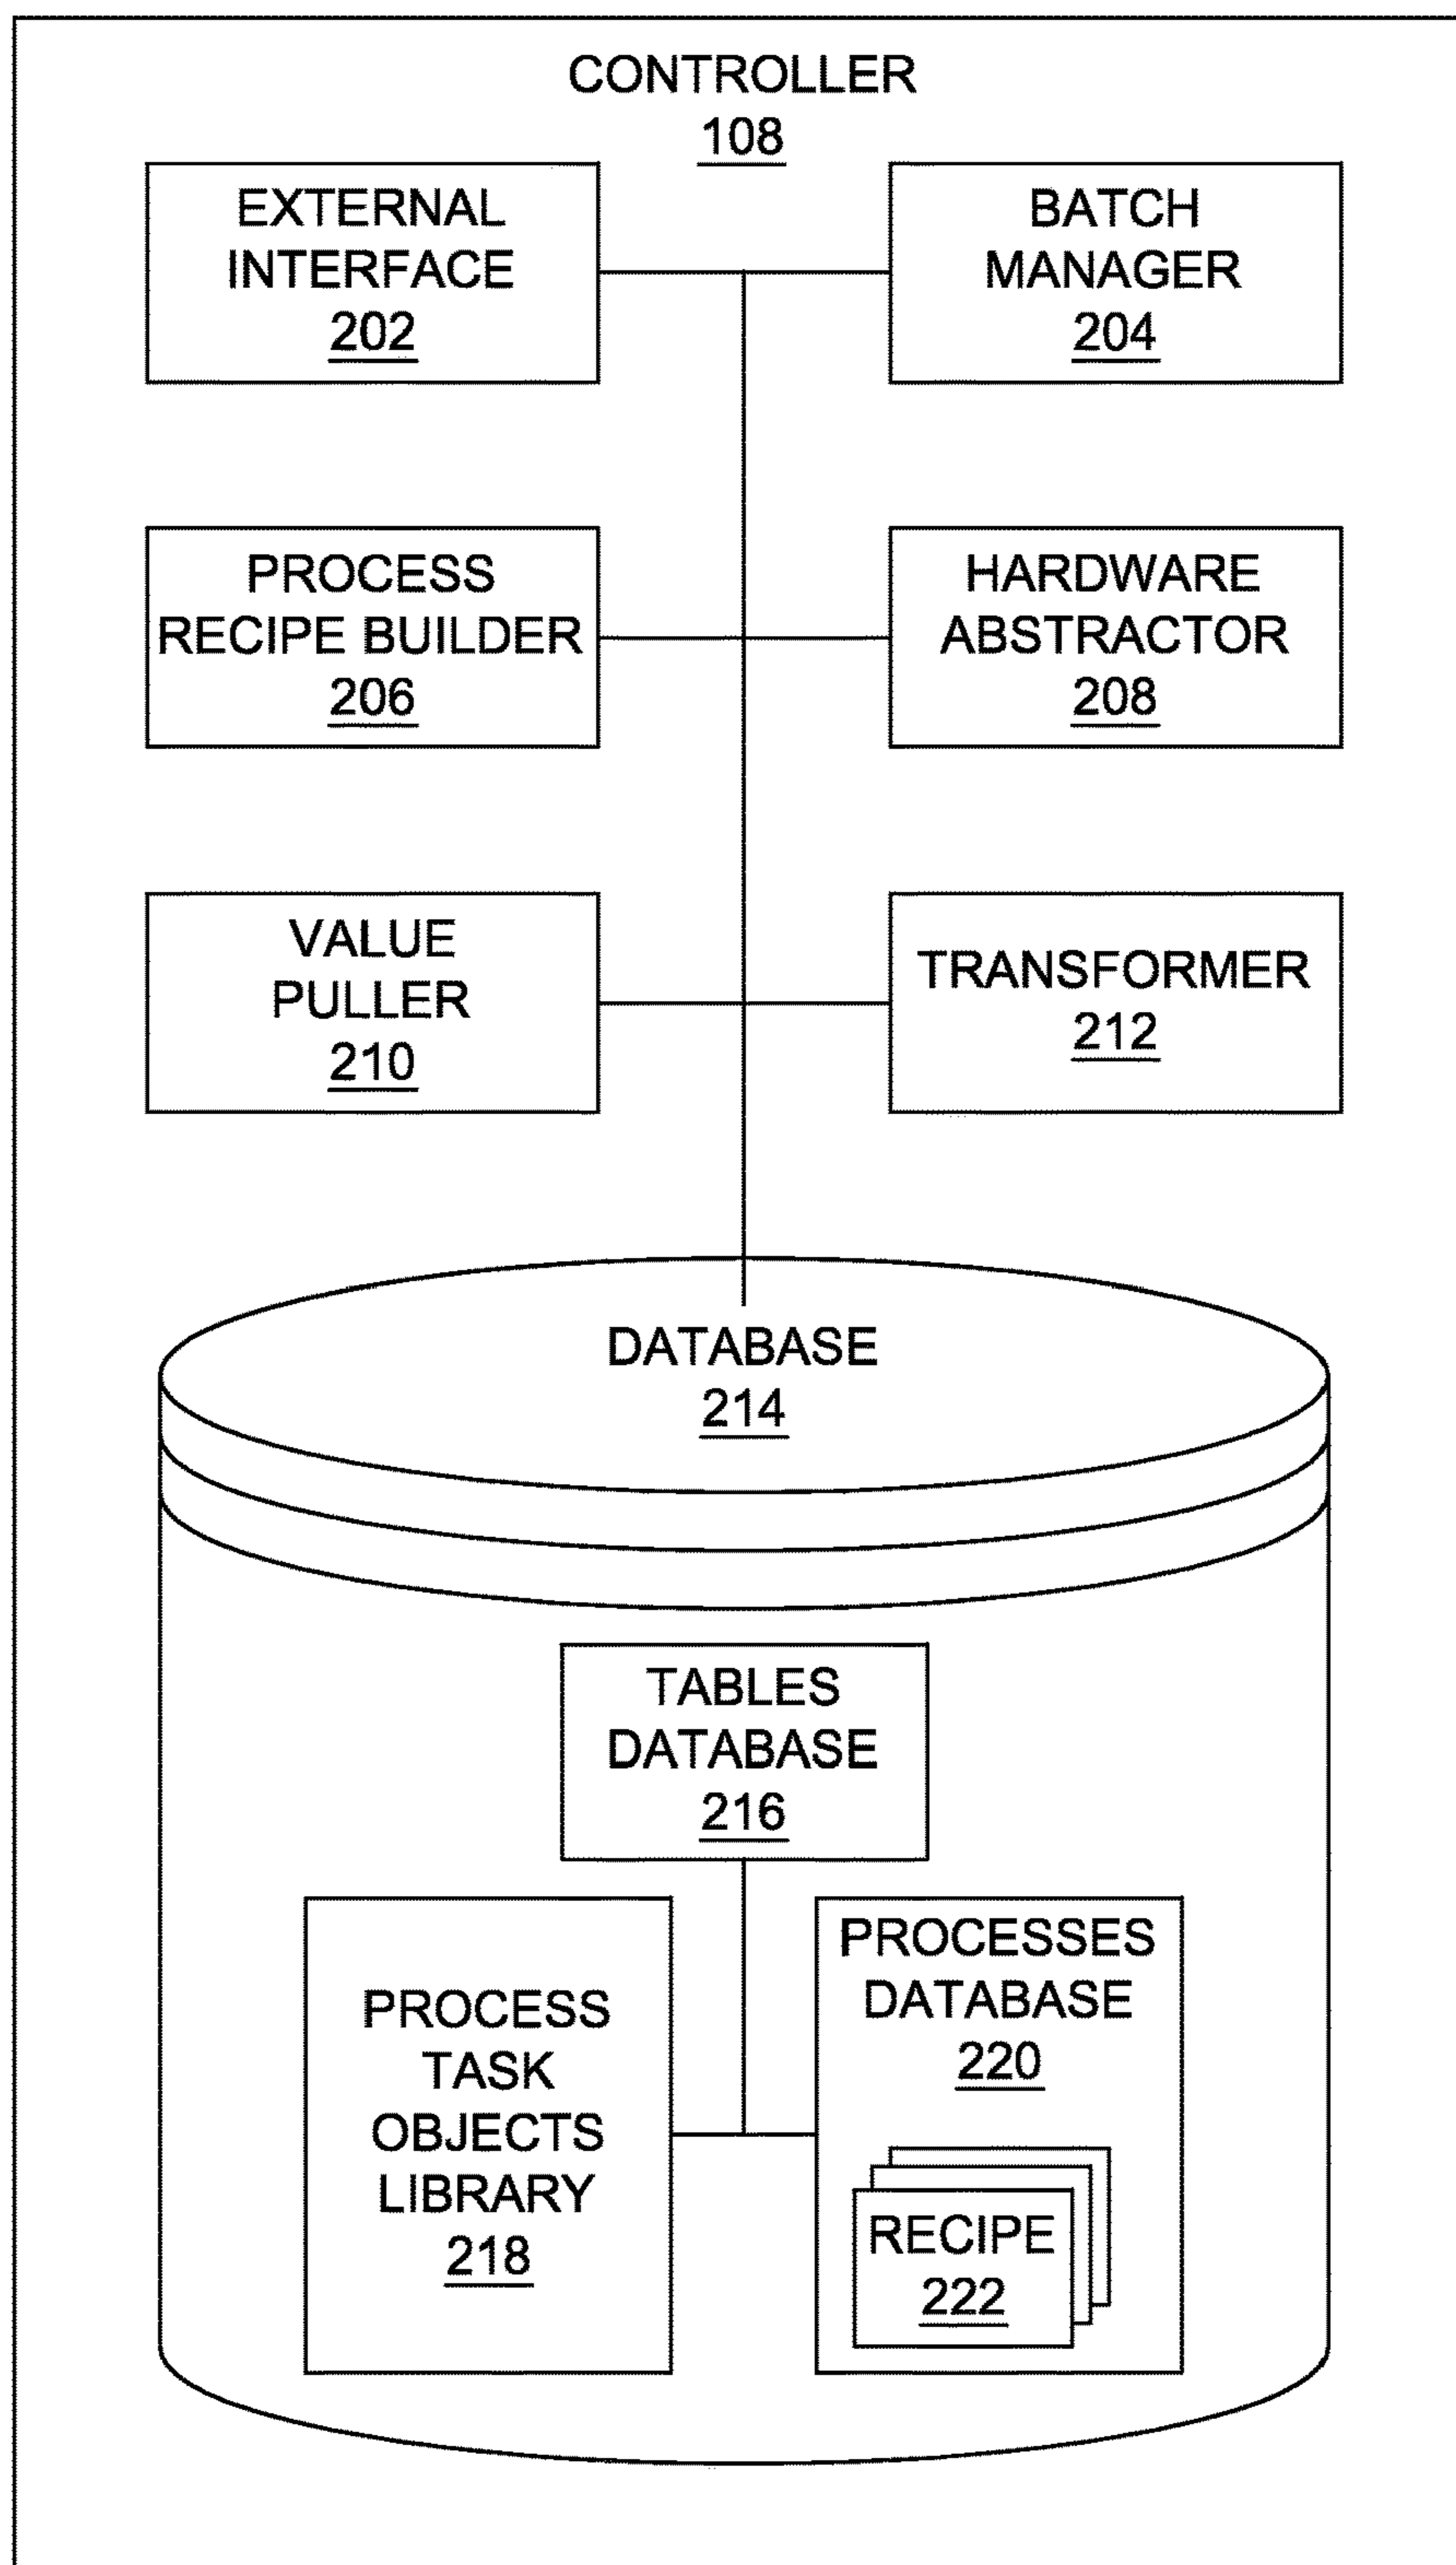 CONTROLLER
108
EXTERNAL
INTERFACE
202
BATCH
MANAGER
204
PROCESS
RECIPE BUILDER
206
HARDWARE
ABSTRACTOR
208
VALUE
PULLER
210
TRANSFORMER
212
DATABASE
214
TABLES
DATABASE
216
PROCESS
TASK
OBJECTS
LIBRARY
218
PROCESSES
DATABASE
220
RECIPE
222